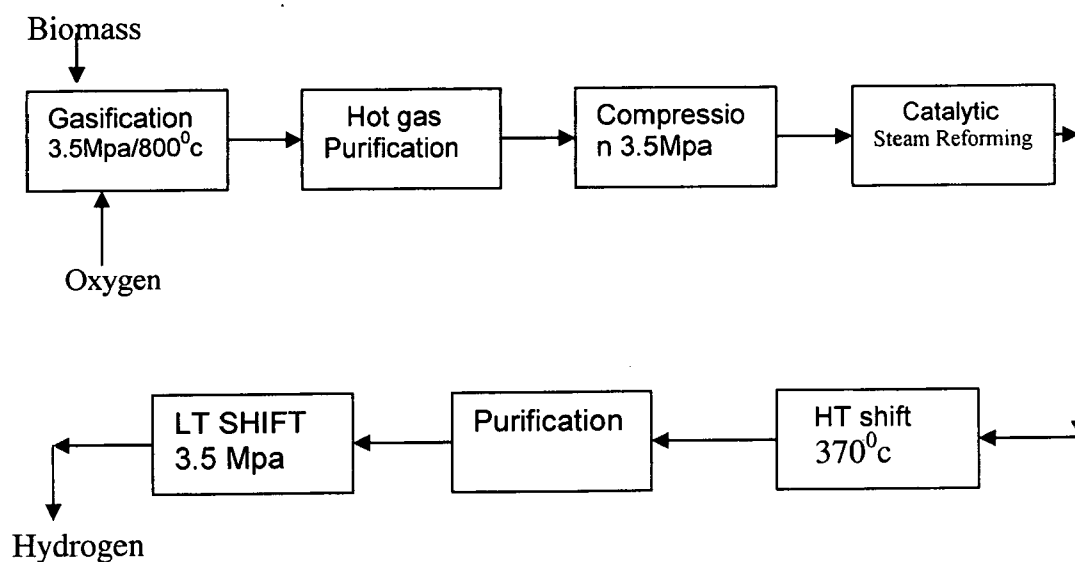 Biomass
Gasification
3.5Mpa/800⁰c
Hot gas
Purification
Compressio
n 3.5Mpa
Catalytic
Steam Reforming
Oxygen
LT SHIFT
3.5 Mpa
Purification
HT shift
370⁰c
Hydrogen